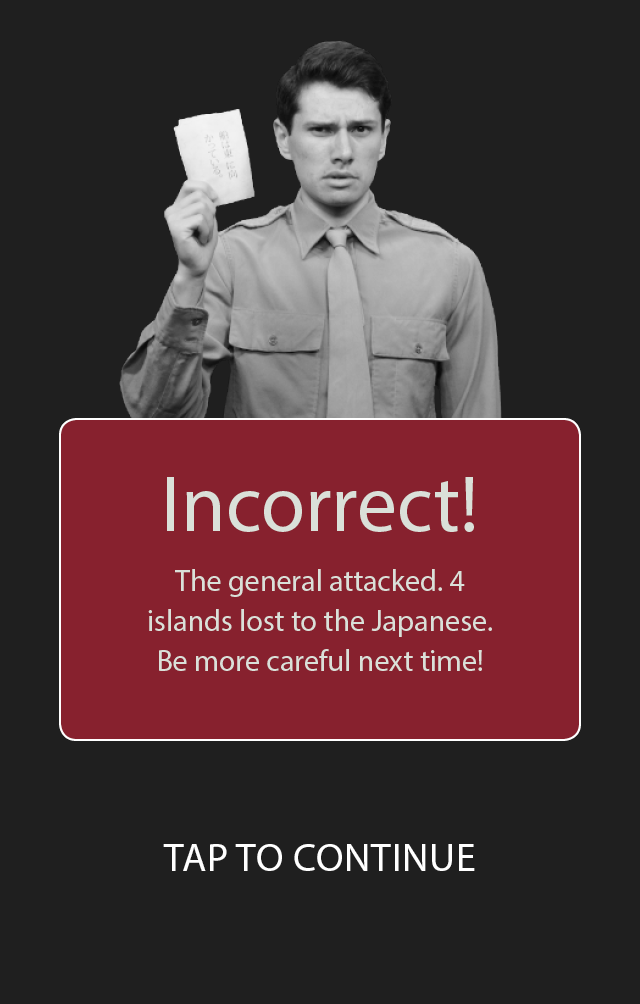 Incorrect!
The general attacked. 4
islands lost to the Japanese.
Be more careful next time!
TAP TO CONTINUE